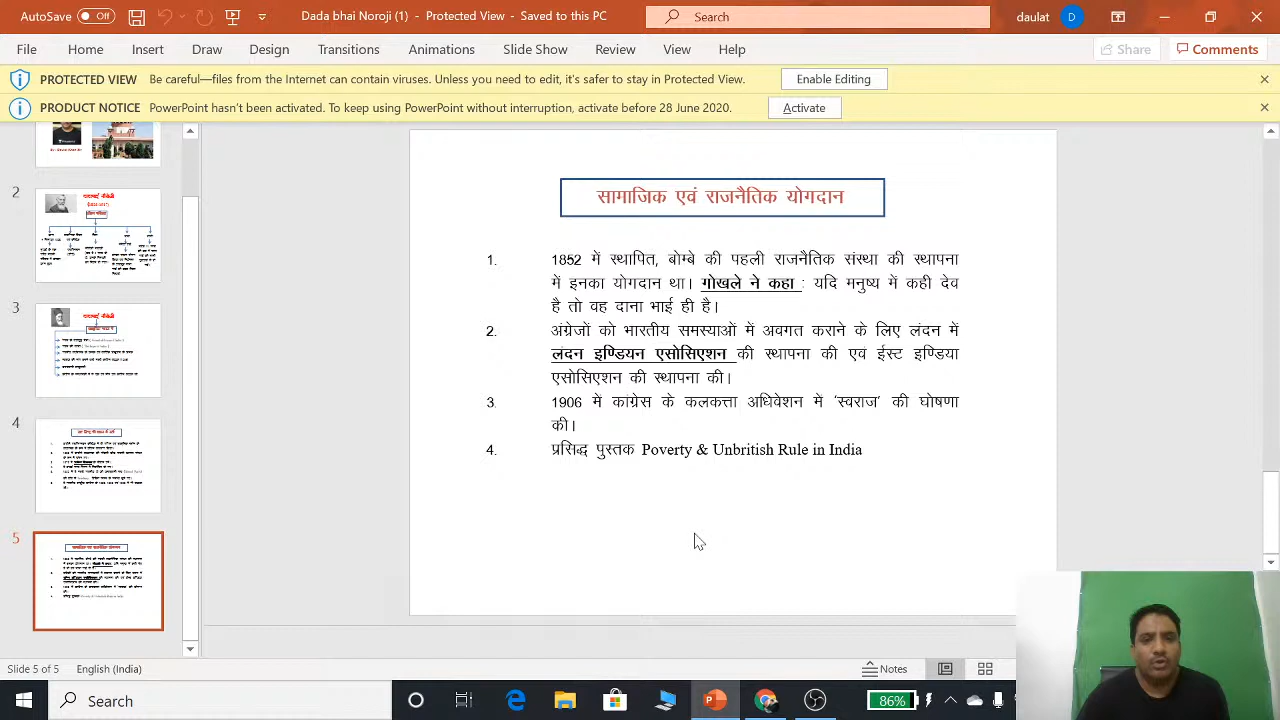 AutoSave Off
Dada bhai Noroji (1) - Protected View - Saved to this PC
Search
daulat D
File Home Insert Draw Design Transitions Animations Slide Show Review View Help
Share Comments
PROTECTED VIEW Be careful—files from the Internet can contain viruses. Unless you need to edit, it's safer to stay in Protected View. Enable Editing
PRODUCT NOTICE PowerPoint hasn't been activated. To keep using PowerPoint without interruption, activate before 28 June 2020. Activate
2
3
4
5
सामाजिक एवं राजनैतिक योगदान
1. 1852 में स्थापित, बोम्बे की पहली राजनैतिक संस्था की स्थापना
में इनका योगदान था। गोखले ने कहा : यदि मनुष्य में कही देव
है तो वह दाना भाई ही है।
2. अंग्रेजों को भारतीय समस्याओं में अवगत कराने के लिए लंदन में
लंदन इण्डियन एसोसिएशन की स्थापना की एवं ईस्ट इण्डिया
एसोसिएशन की स्थापना की।
3. 1906 में कांग्रेस के कलकत्ता अधिवेशन में 'स्वराज' की घोषणा
की।
4. प्रसिद्ध पुस्तक Poverty & Unbritish Rule in India
Slide 5 of 5 English (India)
Notes
Search
86%